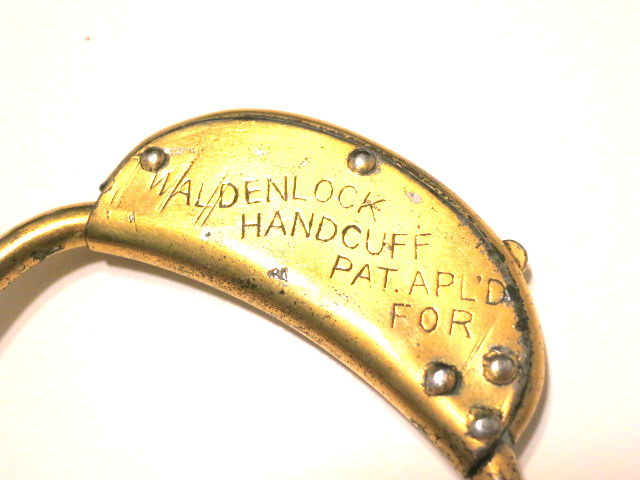 WALDENLOCK
HANDCUFF
PAT. APL'D
FOR